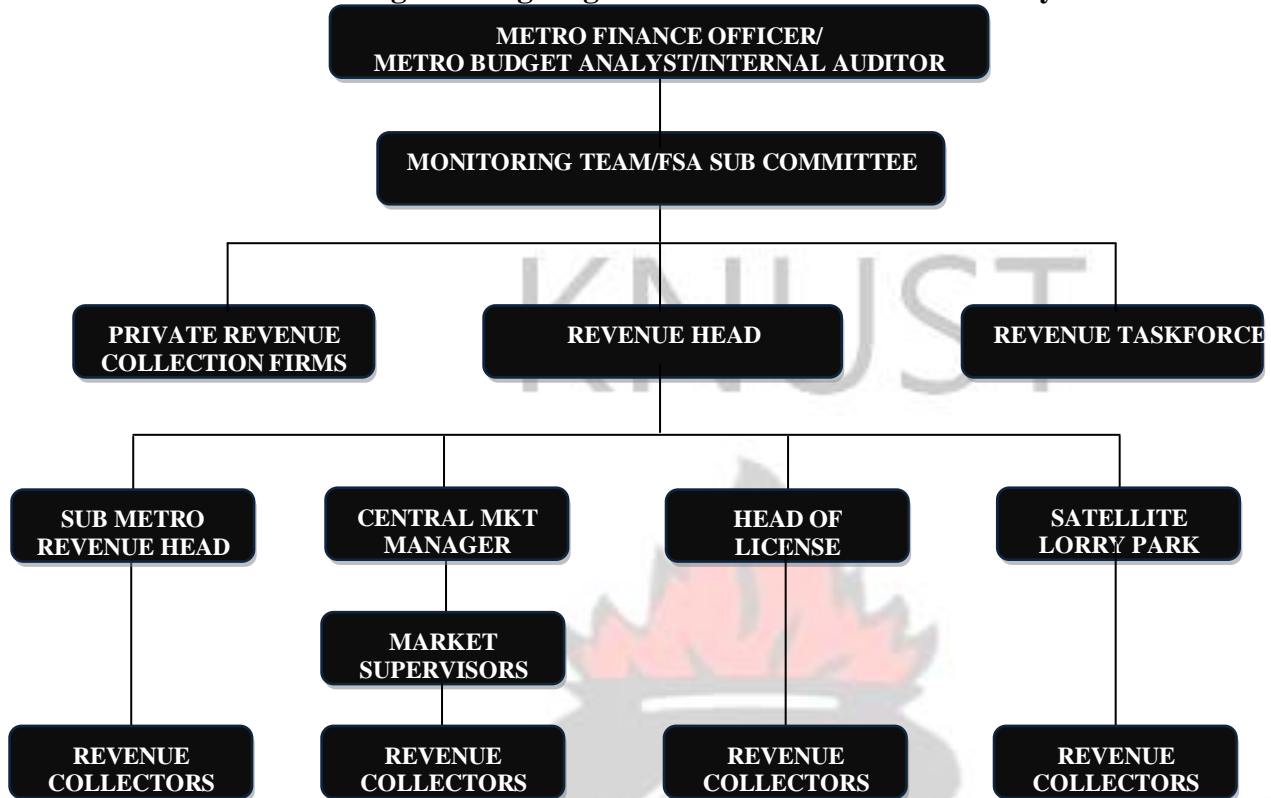 METRO FINANCE OFFICER/
METRO BUDGET ANALYST/INTERNAL AUDITOR
MONITORING TEAM/FSA SUB COMMITTEE
KNUST
PRIVATE REVENUE
COLLECTION FIRMS
REVENUE HEAD
REVENUE TASKFORCE
SUB METRO
REVENUE HEAD
CENTRAL MKT
MANAGER
HEAD OF
LICENSE
SATELLITE
LORRY PARK
MARKET
SUPERVISORS
REVENUE
COLLECTORS
REVENUE
COLLECTORS
REVENUE
COLLECTORS
REVENUE
COLLECTORS